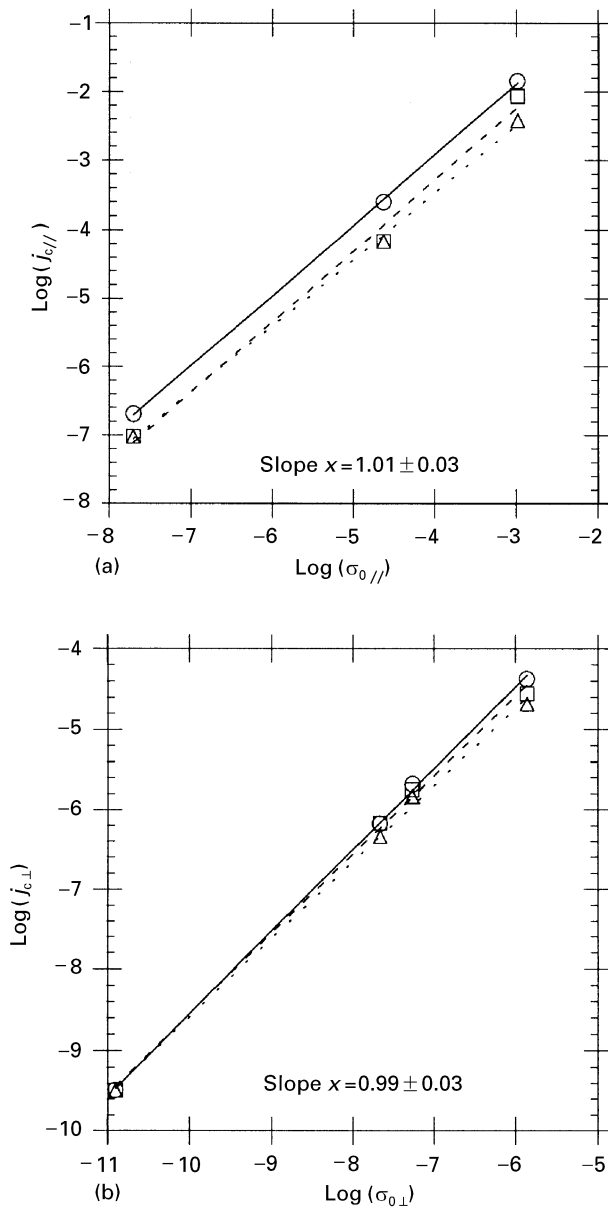 −1
−2
−3
−4
−5
−6
−7
−8
Log (j c//)
Slope x = 1.01 ± 0.03
−8 −7 −6 −5 −4 −3 −2
(a) Log (σ0 //)
−4
−5
−6
−7
−8
−9
−10
Log (j c⊥)
Slope x = 0.99 ± 0.03
−11 −10 −9 −8 −7 −6 −5
(b) Log (σ0⊥)